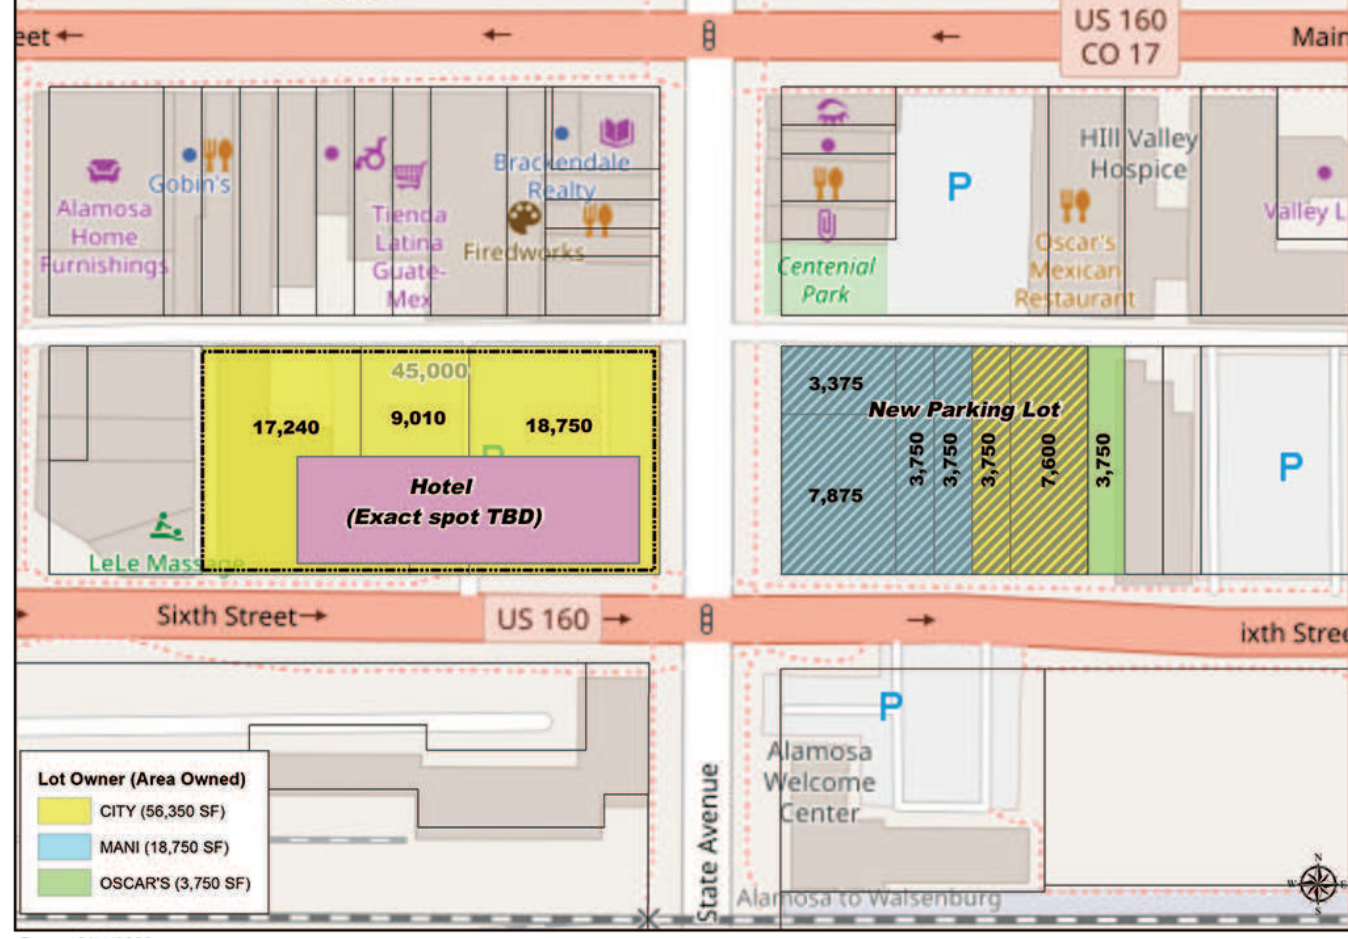 US 160
CO 17
eet
Main
Brackendale
Realty
Gobin's
Alamosa
Home
Furnishings
Tienda
Latina
Guate-
Mex
Firedworks
P
HIll Valley
Hospice
Valley L
Oscar's
Mexican
Restaurant
Centenial
Park
45,000
17,240
9,010
18,750
P
Hotel
(Exact spot TBD)
LeLe Massage
3,375
New Parking Lot
7,875
3,750
3,750
3,750
7,600
3,750
P
Sixth Street
US 160
ixth Stree
P
Alamosa
Welcome
Center
State Avenue
Alamosa to Walsenburg
Lot Owner (Area Owned)
CITY (56,350 SF)
MANI (18,750 SF)
OSCAR'S (3,750 SF)
N
W
E
S